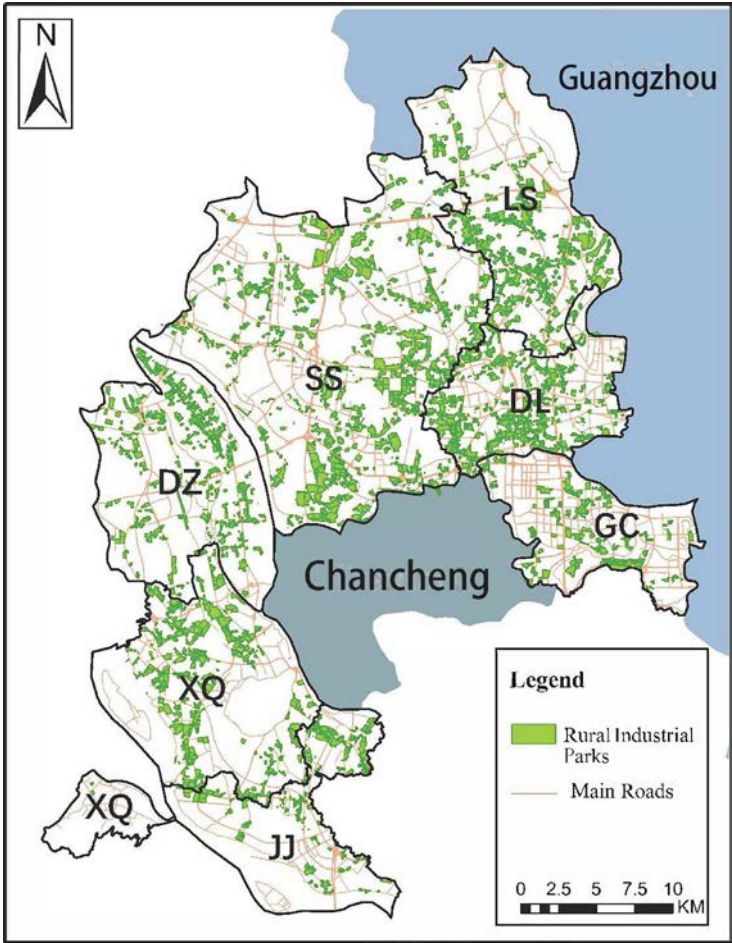 N
Guangzhou
LS
SS
DL
DZ
GC
Chancheng
XQ
XQ
JJ
Legend
Rural Industrial
Parks
Main Roads
0 2.5 5 7.5 10
KM